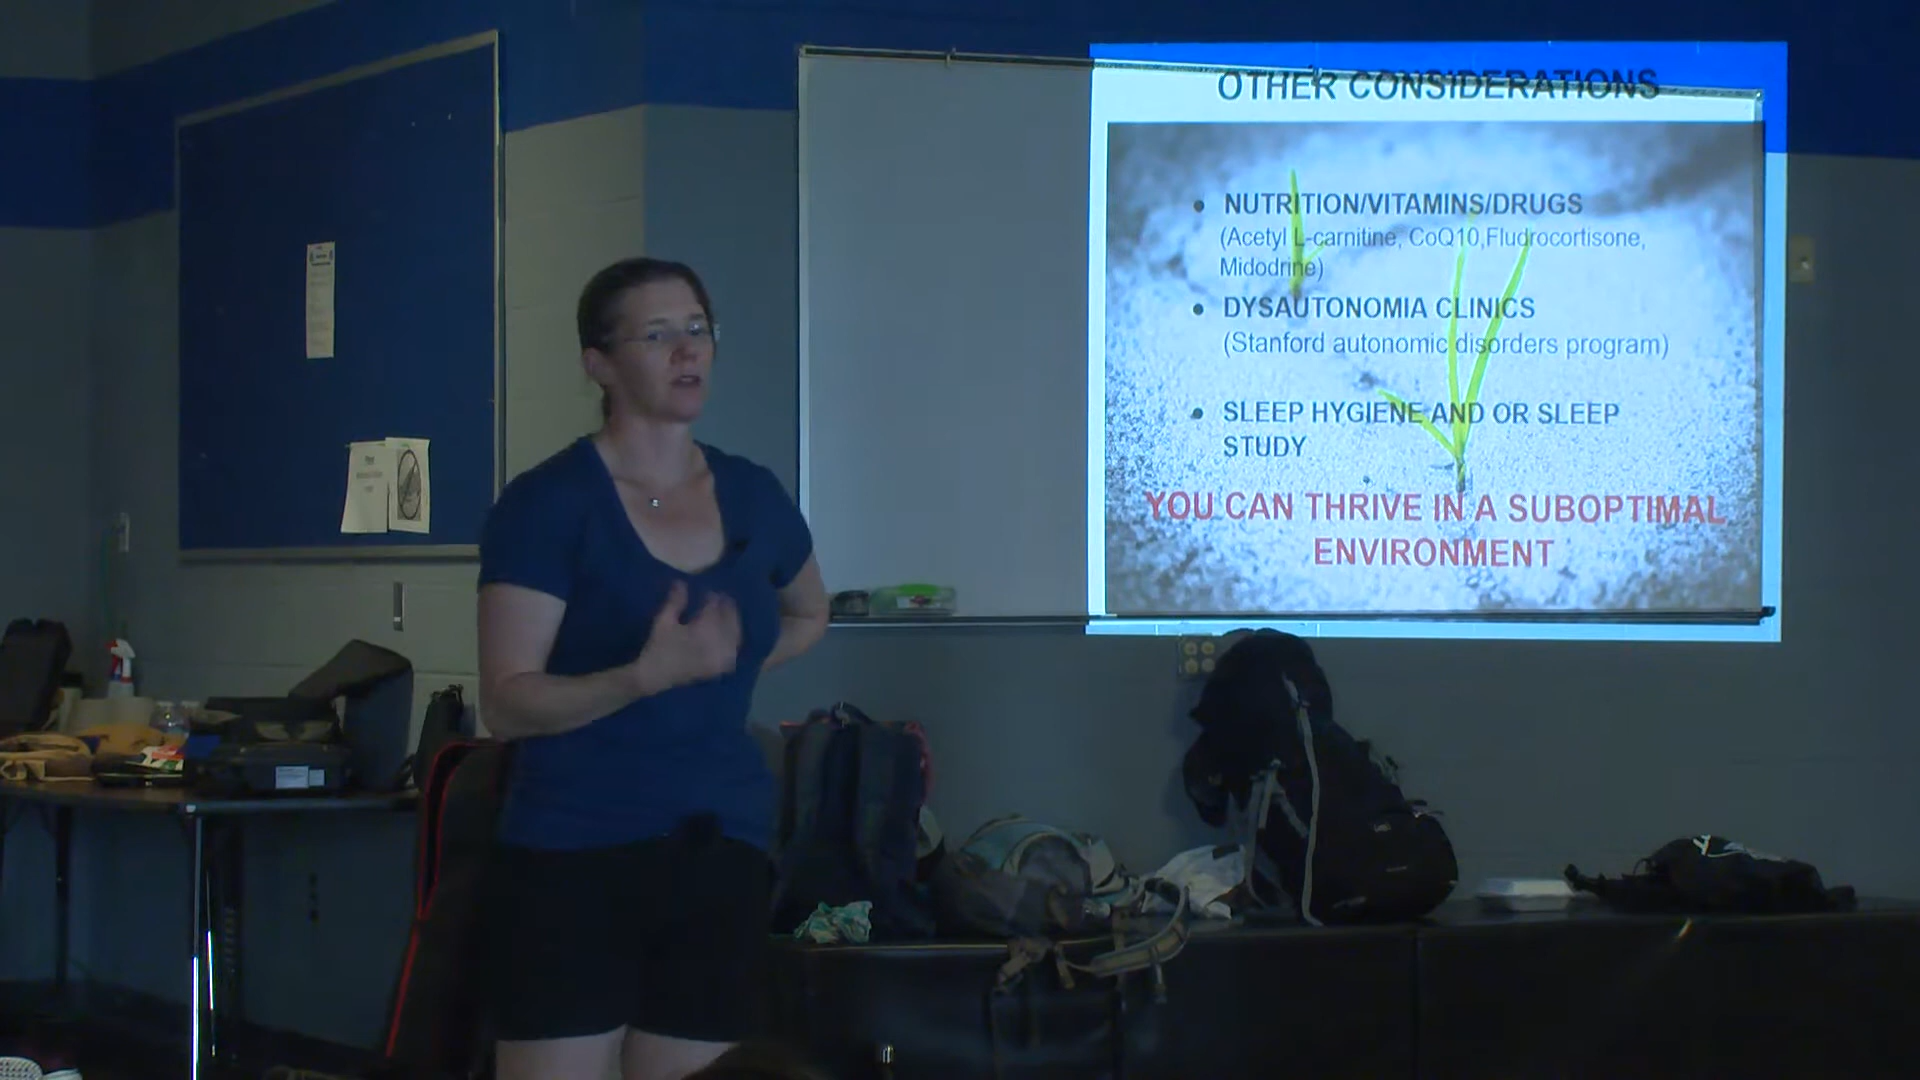 OTHER CONSIDERATIONS
• NUTRITION/VITAMINS/DRUGS
(Acetyl L-carnitine, CoQ10,Fludrocortisone,
Midodrine)
• DYSAUTONOMIA CLINICS
(Stanford autonomic disorders program)
• SLEEP HYGIENE AND OR SLEEP
STUDY
YOU CAN THRIVE IN A SUBOPTIMAL
ENVIRONMENT